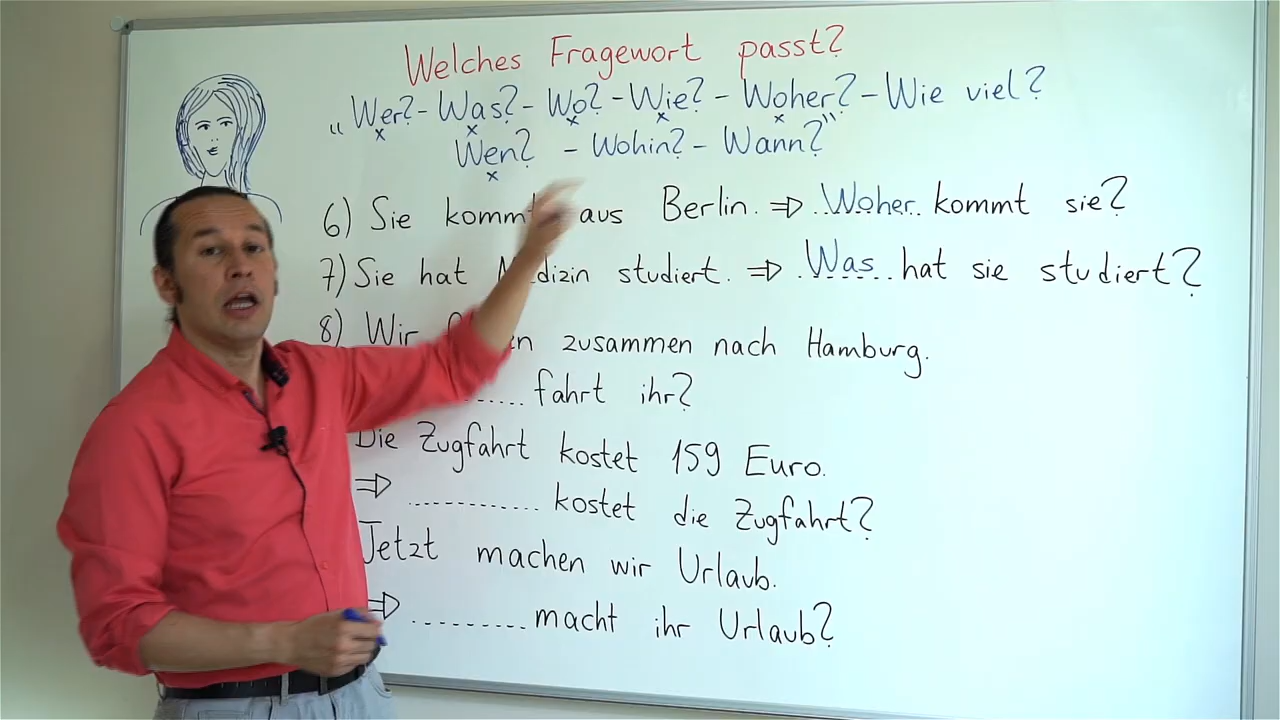 Welches Fragewort passt?
„Wer? - Was? - Wo? - Wie? - Woher?“ - Wie viel?
Wen? - Wohin? - Wann?
6) Sie kommt aus Berlin. ⇒ ..Woher.. kommt sie?
7) Sie hat Medizin studiert. ⇒ ..Was.... hat sie studiert?
8) Wir zusammen nach Hamburg.
..... fahrt ihr?
Die Zugfahrt kostet 159 Euro.
⇒ ............ kostet die Zugfahrt?
Jetzt machen wir Urlaub.
⇒ .......... macht ihr Urlaub?